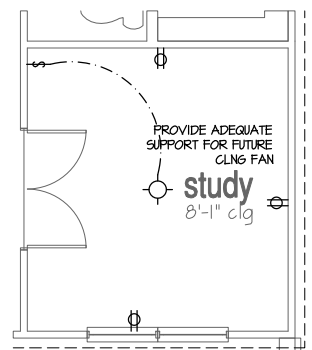 $
PROVIDE ADEQUATE
SUPPORT FOR FUTURE
CLNG FAN
study
8'-1" clg